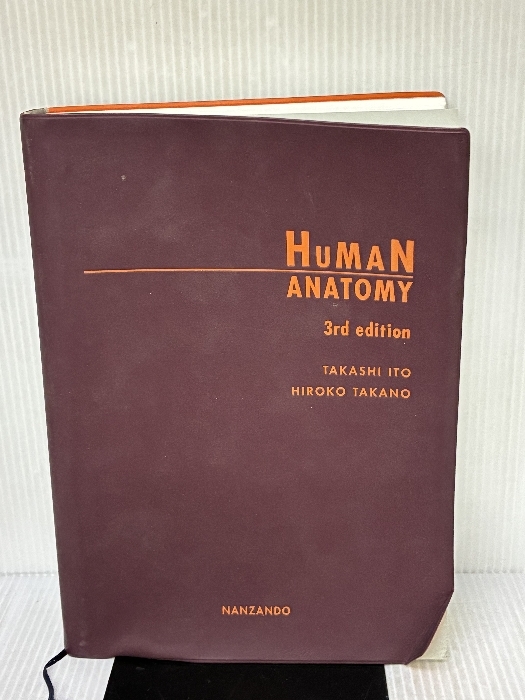 HUMAN
ANATOMY
3rd edition
TAKASHI ITO
HIROKO TAKANO
NANZANDO